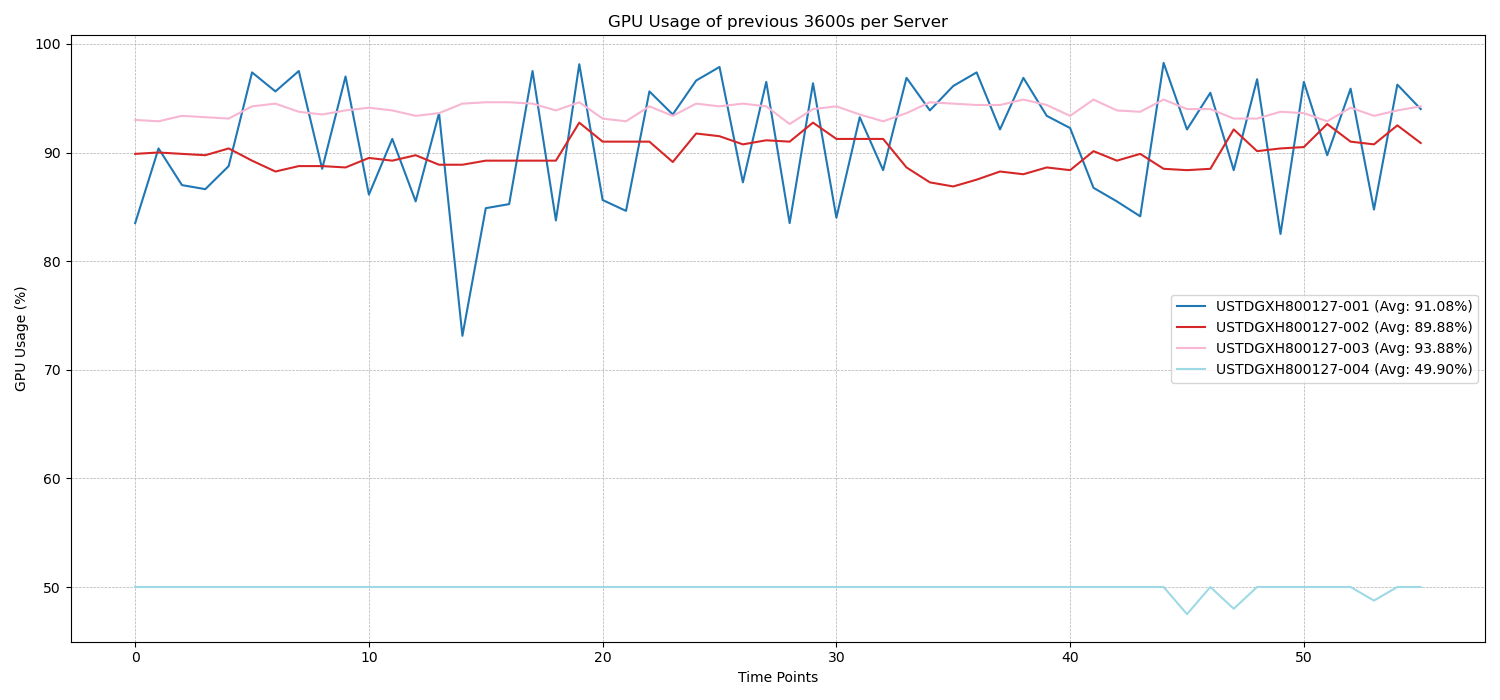 GPU Usage of previous 3600s per Server
GPU Usage (%)
100
90
80
70
60
50
USTDGXH800127-001 (Avg: 91.08%)
USTDGXH800127-002 (Avg: 89.88%)
USTDGXH800127-003 (Avg: 93.88%)
USTDGXH800127-004 (Avg: 49.90%)
0 10 20 30 40 50
Time Points